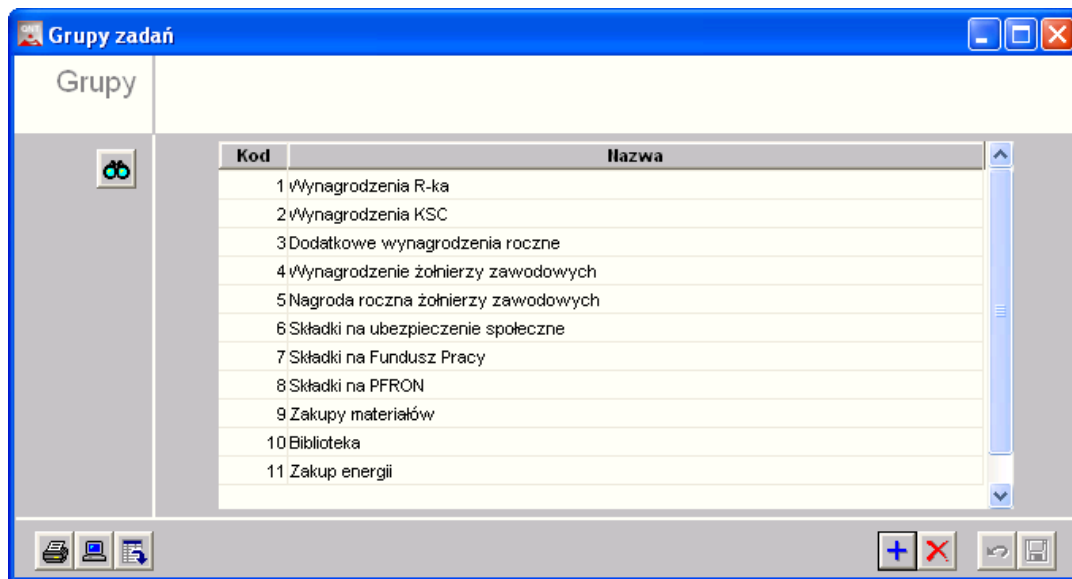 QNT Grupy zadań
Grupy
Kod Nazwa
1 Wynagrodzenia R-ka
2 Wynagrodzenia KSC
3 Dodatkowe wynagrodzenia roczne
4 Wynagrodzenie żołnierzy zawodowych
5 Nagroda roczna żołnierzy zawodowych
6 Składki na ubezpieczenie społeczne
7 Składki na Fundusz Pracy
8 Składki na PFRON
9 Zakupy materiałów
10 Biblioteka
11 Zakup energii